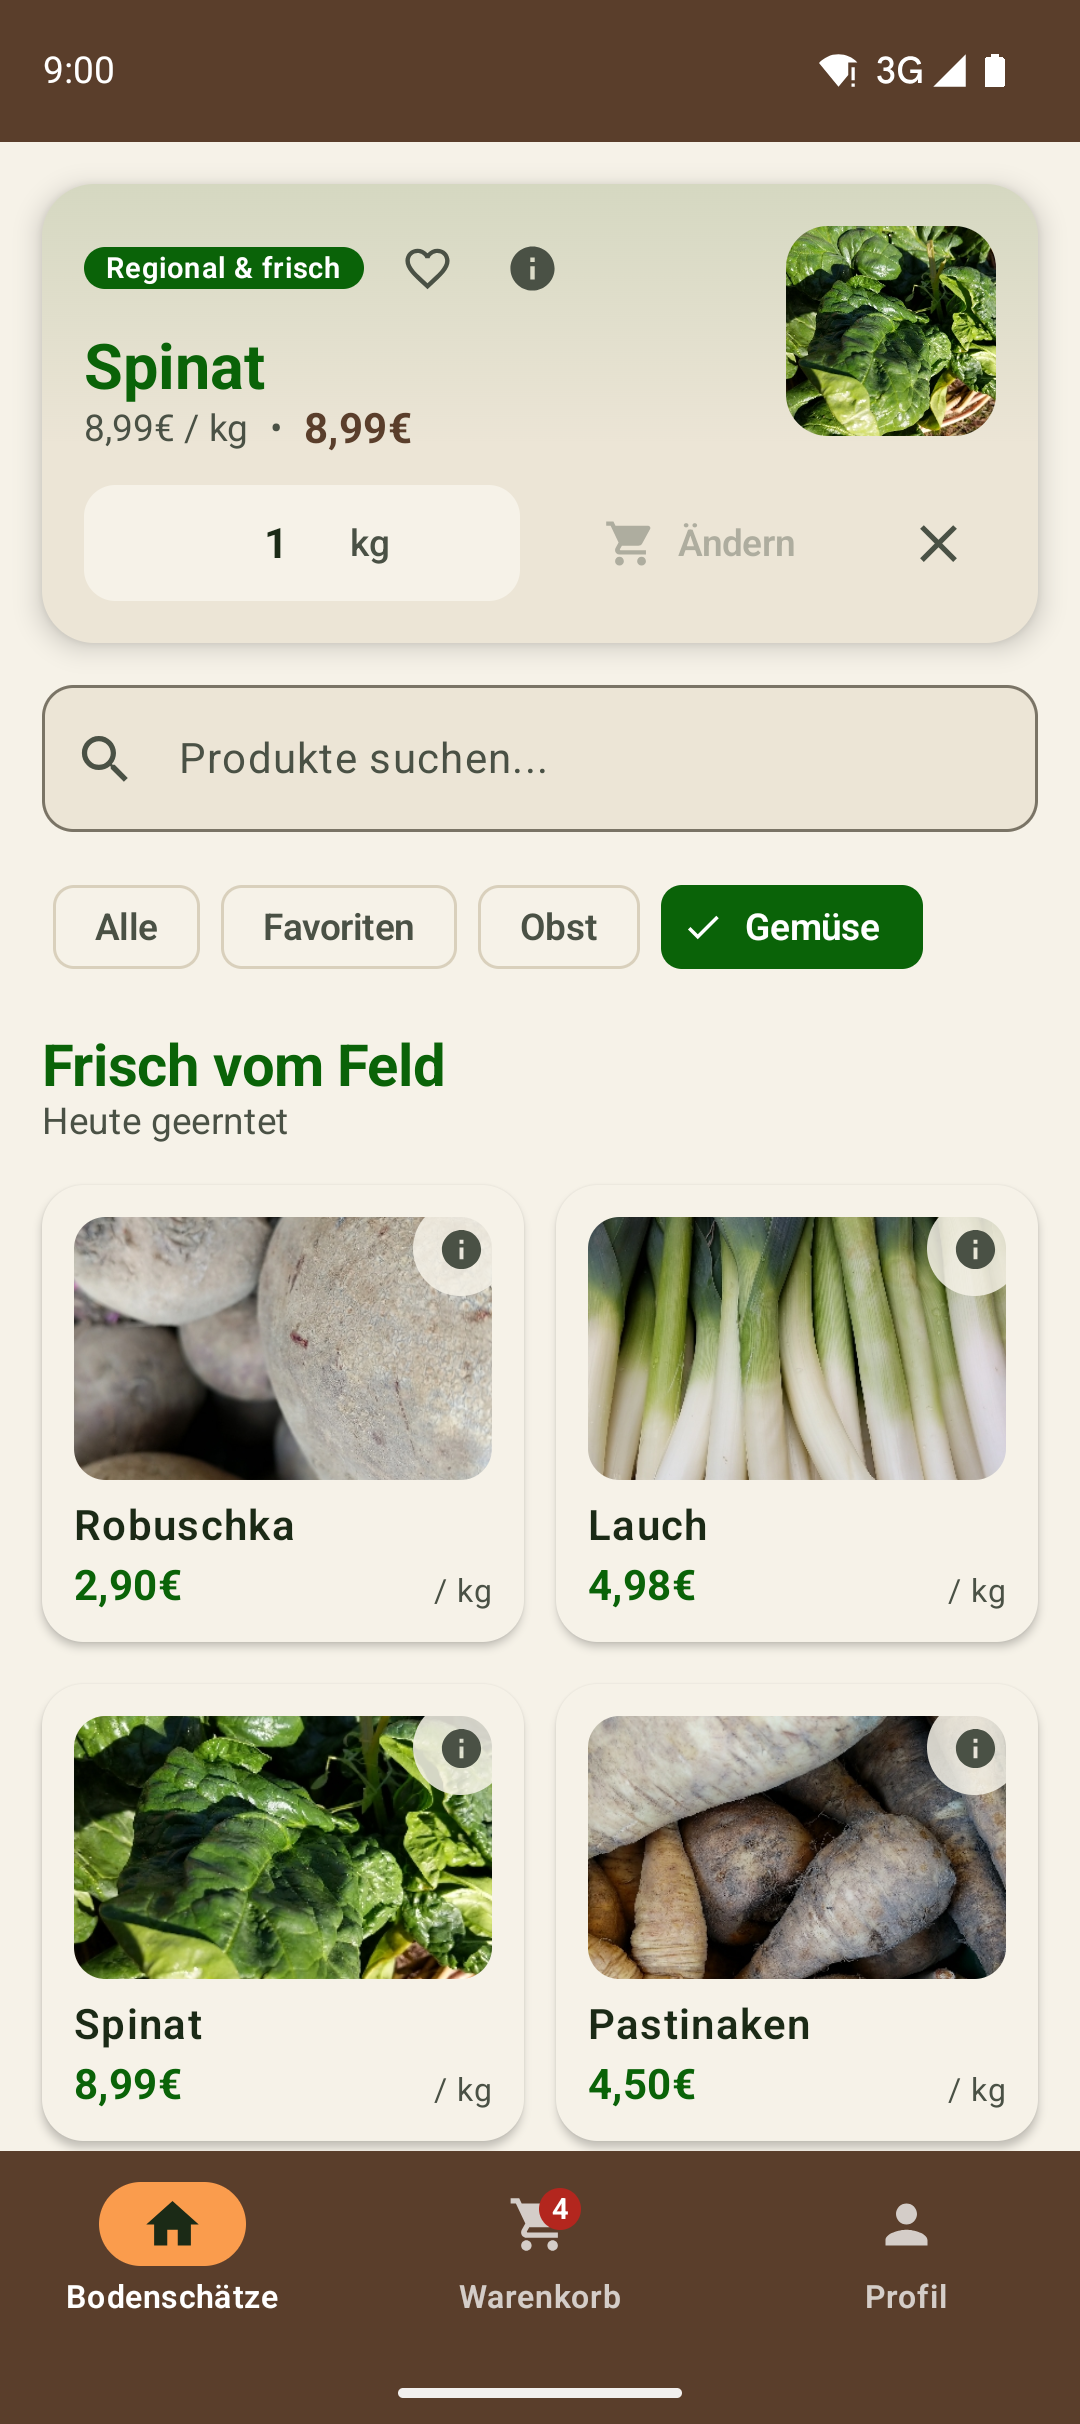 9:00
3G
Regional & frisch
Spinat
8,99€ / kg • 8,99€
1 kg
Ändern
Produkte suchen...
Alle
Favoriten
Obst
Gemüse
Frisch vom Feld
Heute geerntet
Robuschka
2,90€ / kg
Lauch
4,98€ / kg
Spinat
8,99€ / kg
Pastinaken
4,50€ / kg
Bodenschätze
4
Warenkorb
Profil